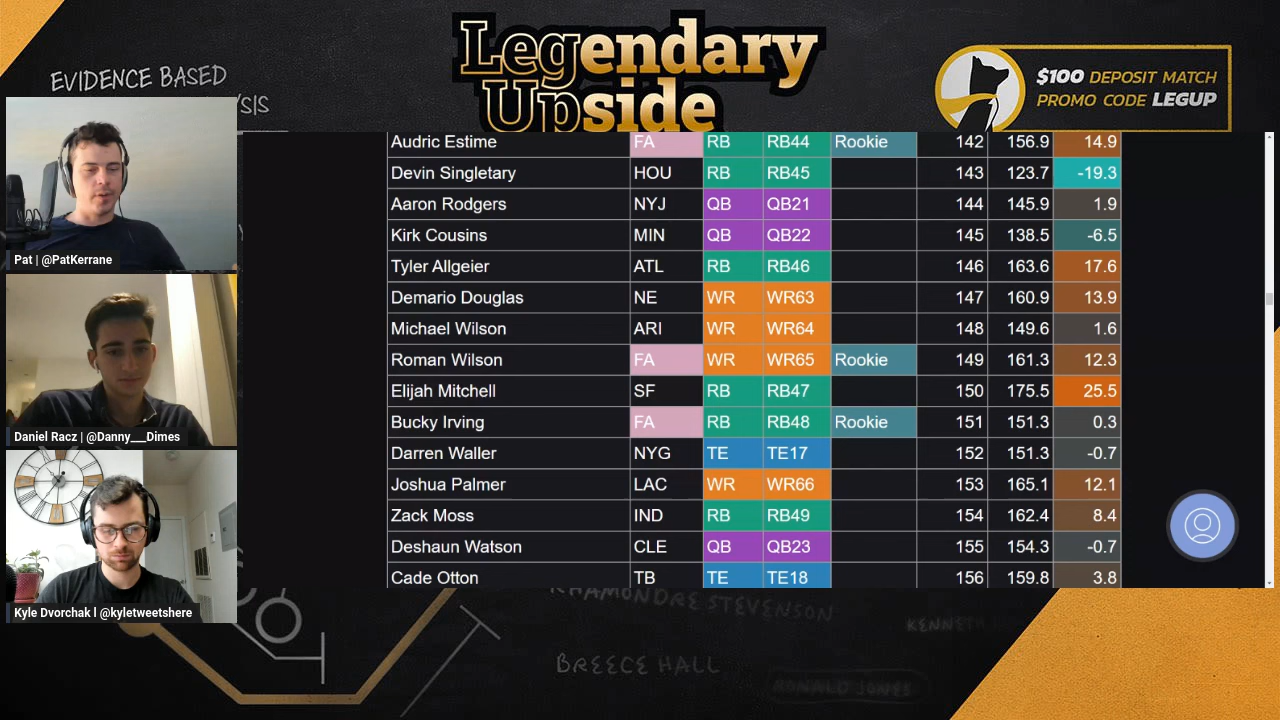 EVIDENCE BASED
Legendary
Upside
$100 DEPOSIT MATCH
PROMO CODE LEGUP
Pat | @PatKerrane
Daniel Racz | @Danny___Dimes
Kyle Dvorchak l @kyletweetshere
Audric Estime FA RB RB44 Rookie 142 156.9 14.9
Devin Singletary HOU RB RB45 143 123.7 -19.3
Aaron Rodgers NYJ QB QB21 144 145.9 1.9
Kirk Cousins MIN QB QB22 145 138.5 -6.5
Tyler Allgeier ATL RB RB46 146 163.6 17.6
Demario Douglas NE WR WR63 147 160.9 13.9
Michael Wilson ARI WR WR64 148 149.6 1.6
Roman Wilson FA WR WR65 Rookie 149 161.3 12.3
Elijah Mitchell SF RB RB47 150 175.5 25.5
Bucky Irving FA RB RB48 Rookie 151 151.3 0.3
Darren Waller NYG TE TE17 152 151.3 -0.7
Joshua Palmer LAC WR WR66 153 165.1 12.1
Zack Moss IND RB RB49 154 162.4 8.4
Deshaun Watson CLE QB QB23 155 154.3 -0.7
Cade Otton TB TE TE18 156 159.8 3.8
RHAMONDRE STEVENSON
KENNETH
BREECE HALL
RONALD JONES